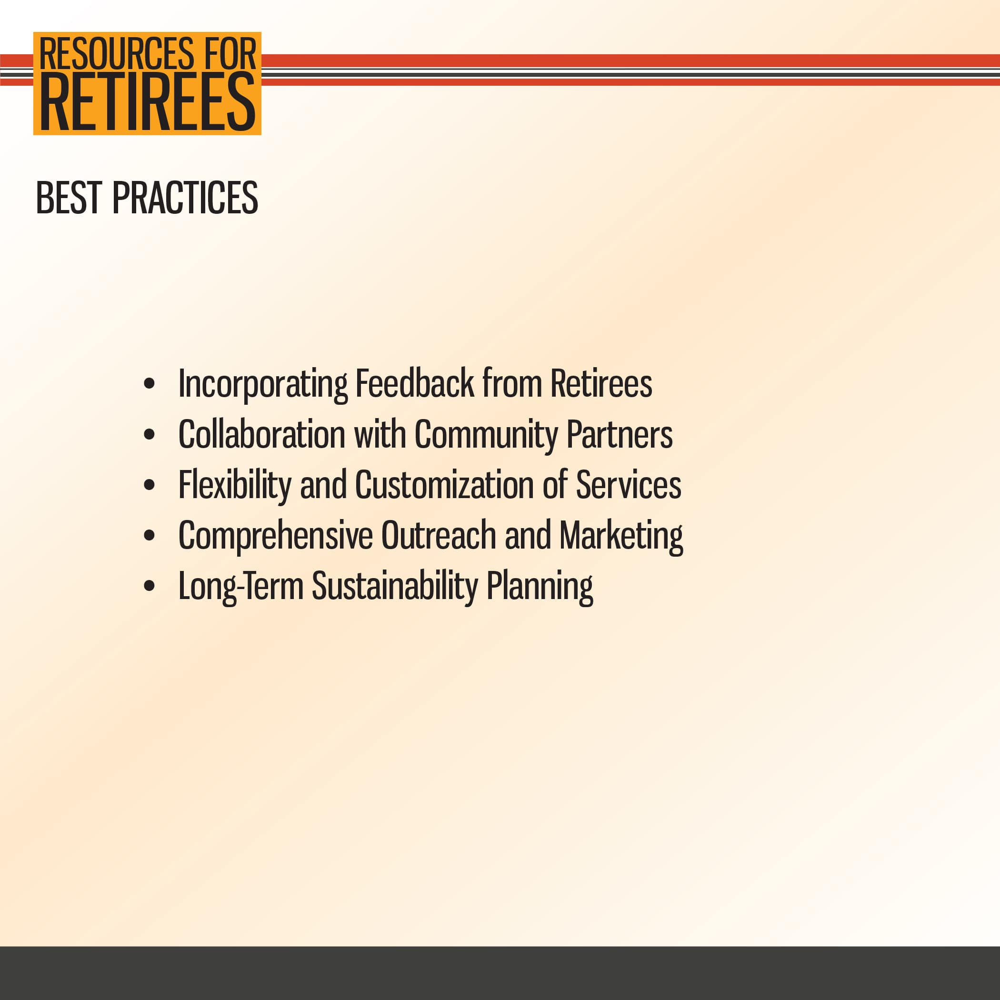 RESOURCES FOR
RETIREES
BEST PRACTICES
• Incorporating Feedback from Retirees
• Collaboration with Community Partners
• Flexibility and Customization of Services
• Comprehensive Outreach and Marketing
• Long-Term Sustainability Planning